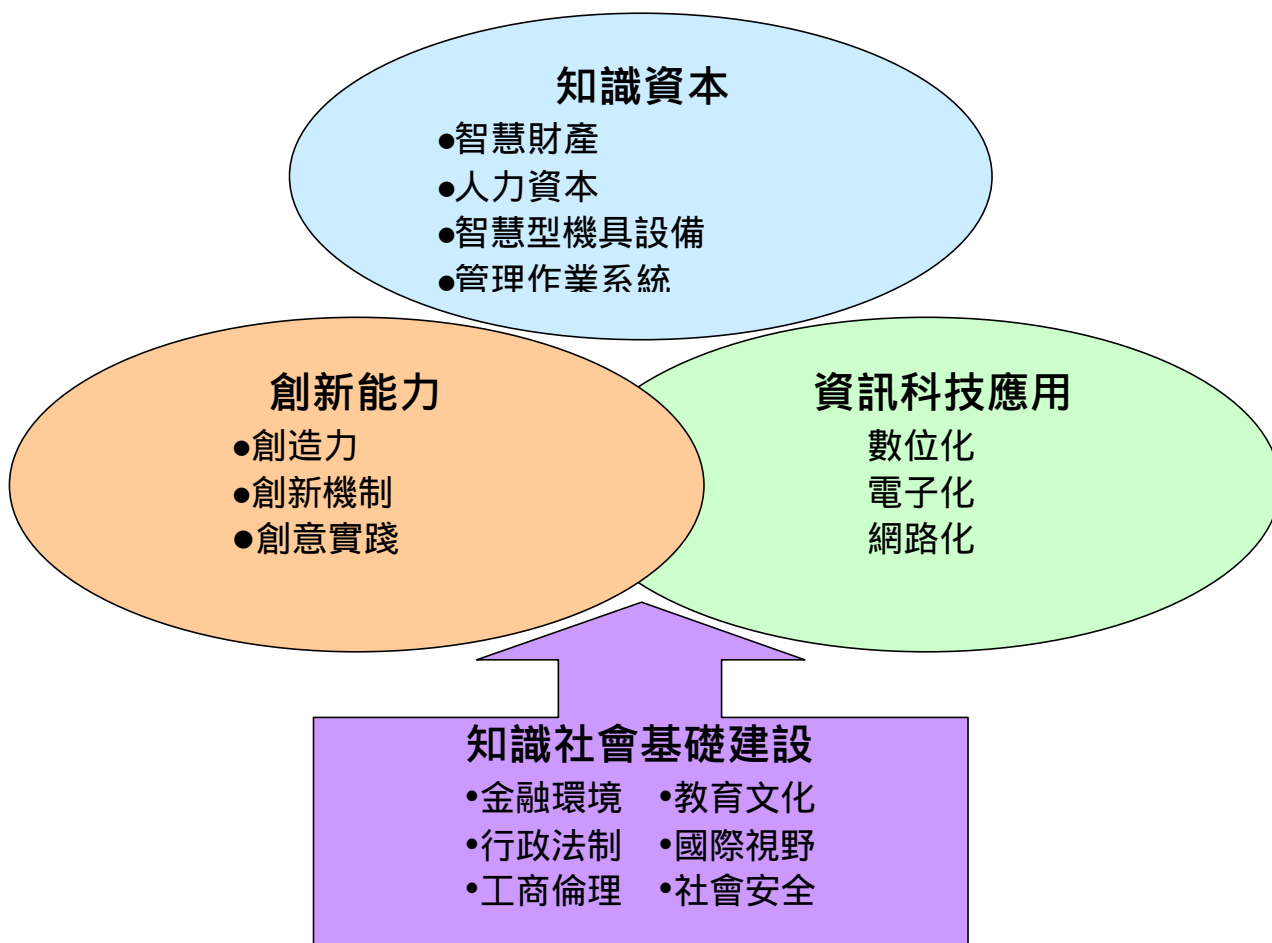 知識資本
●智慧財產
●人力資本
●智慧型機具設備
●管理作業系統
創新能力
●創造力
●創新機制
●創意實踐
資訊科技應用
數位化
電子化
網路化
知識社會基礎建設
•金融環境 •教育文化
•行政法制 •國際視野
•工商倫理 •社會安全